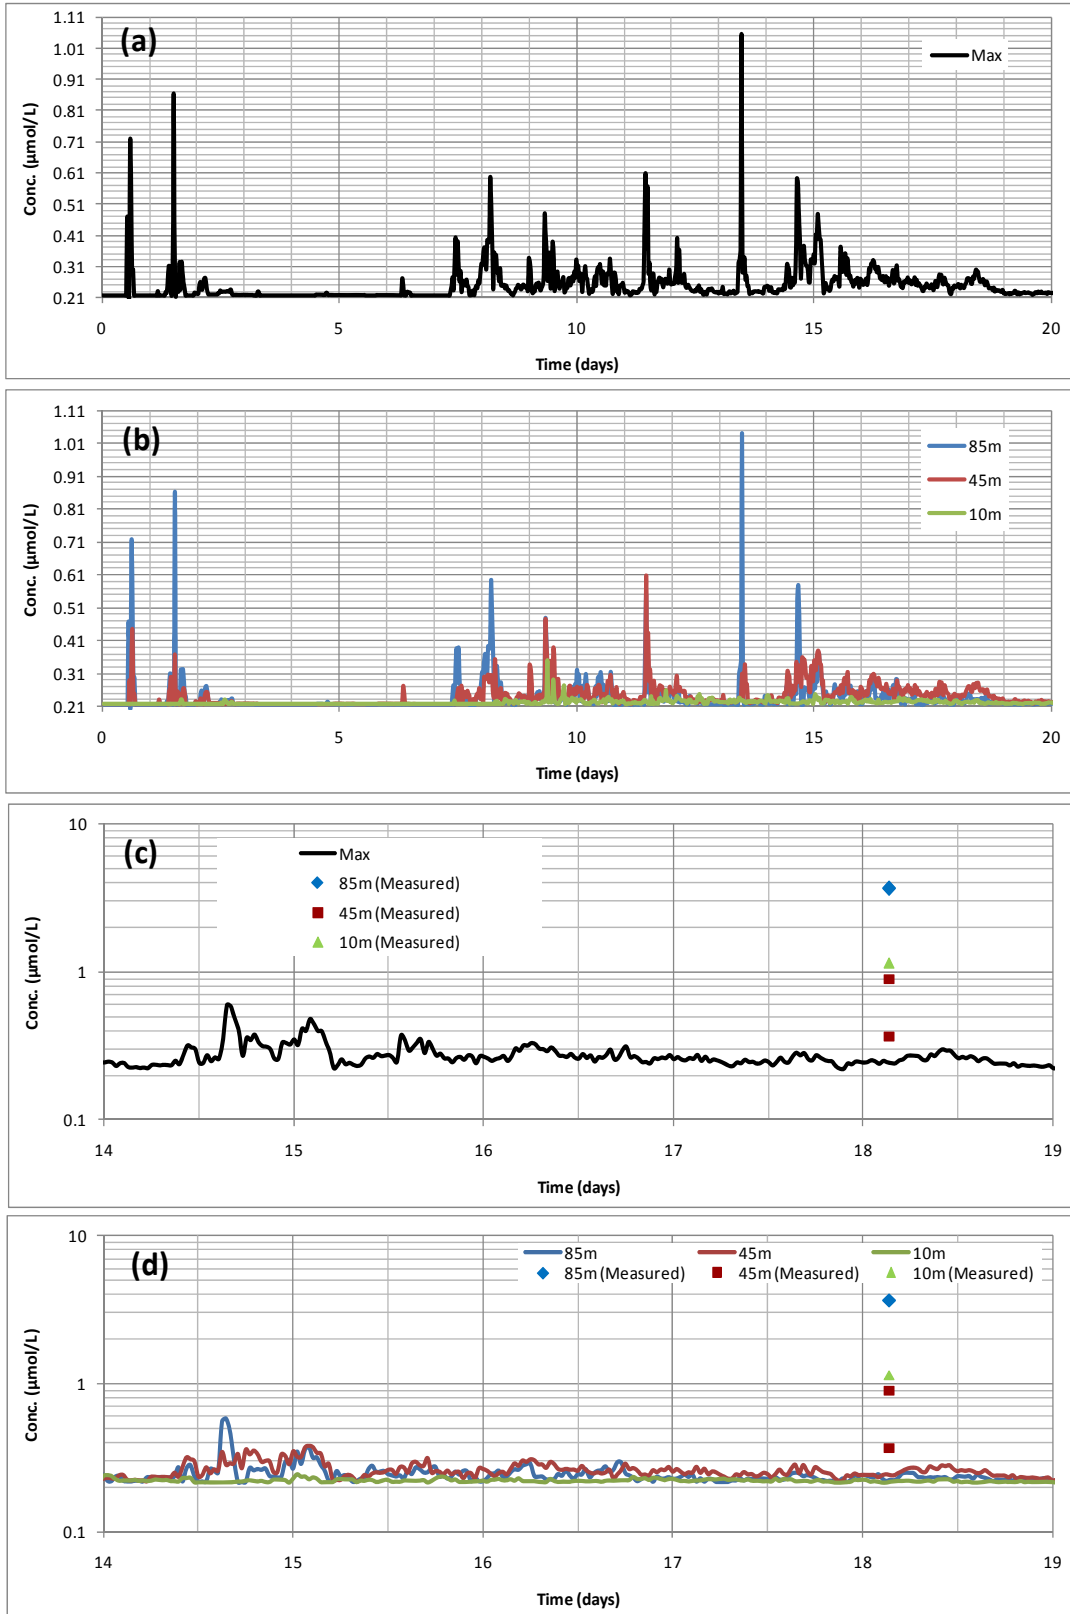 (a)
Max
Conc. (µmol/L)
1.11
1.01
0.91
0.81
0.71
0.61
0.51
0.41
0.31
0.21
0 5 10 15 20
Time (days)
(b)
85m
45m
10m
Conc. (µmol/L)
1.11
1.01
0.91
0.81
0.71
0.61
0.51
0.41
0.31
0.21
0 5 10 15 20
Time (days)
(c)
Max
85m (Measured)
45m (Measured)
10m (Measured)
Conc. (µmol/L)
10
1
0.1
14 15 16 17 18 19
Time (days)
(d)
85m 45m 10m
85m (Measured) 45m (Measured) 10m (Measured)
Conc. (µmol/L)
10
1
0.1
14 15 16 17 18 19
Time (days)